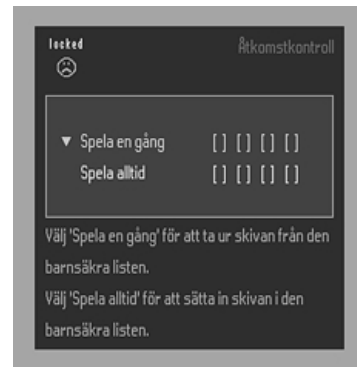 locked
Åtkomstkontroll
▼ Spela en gång [ ] [ ] [ ] [ ]
Spela alltid [ ] [ ] [ ] [ ]
Välj 'Spela en gång' för att ta ur skivan från den
barnsäkra listen.
Välj 'Spela alltid' för att sätta in skivan i den
barnsäkra listen.